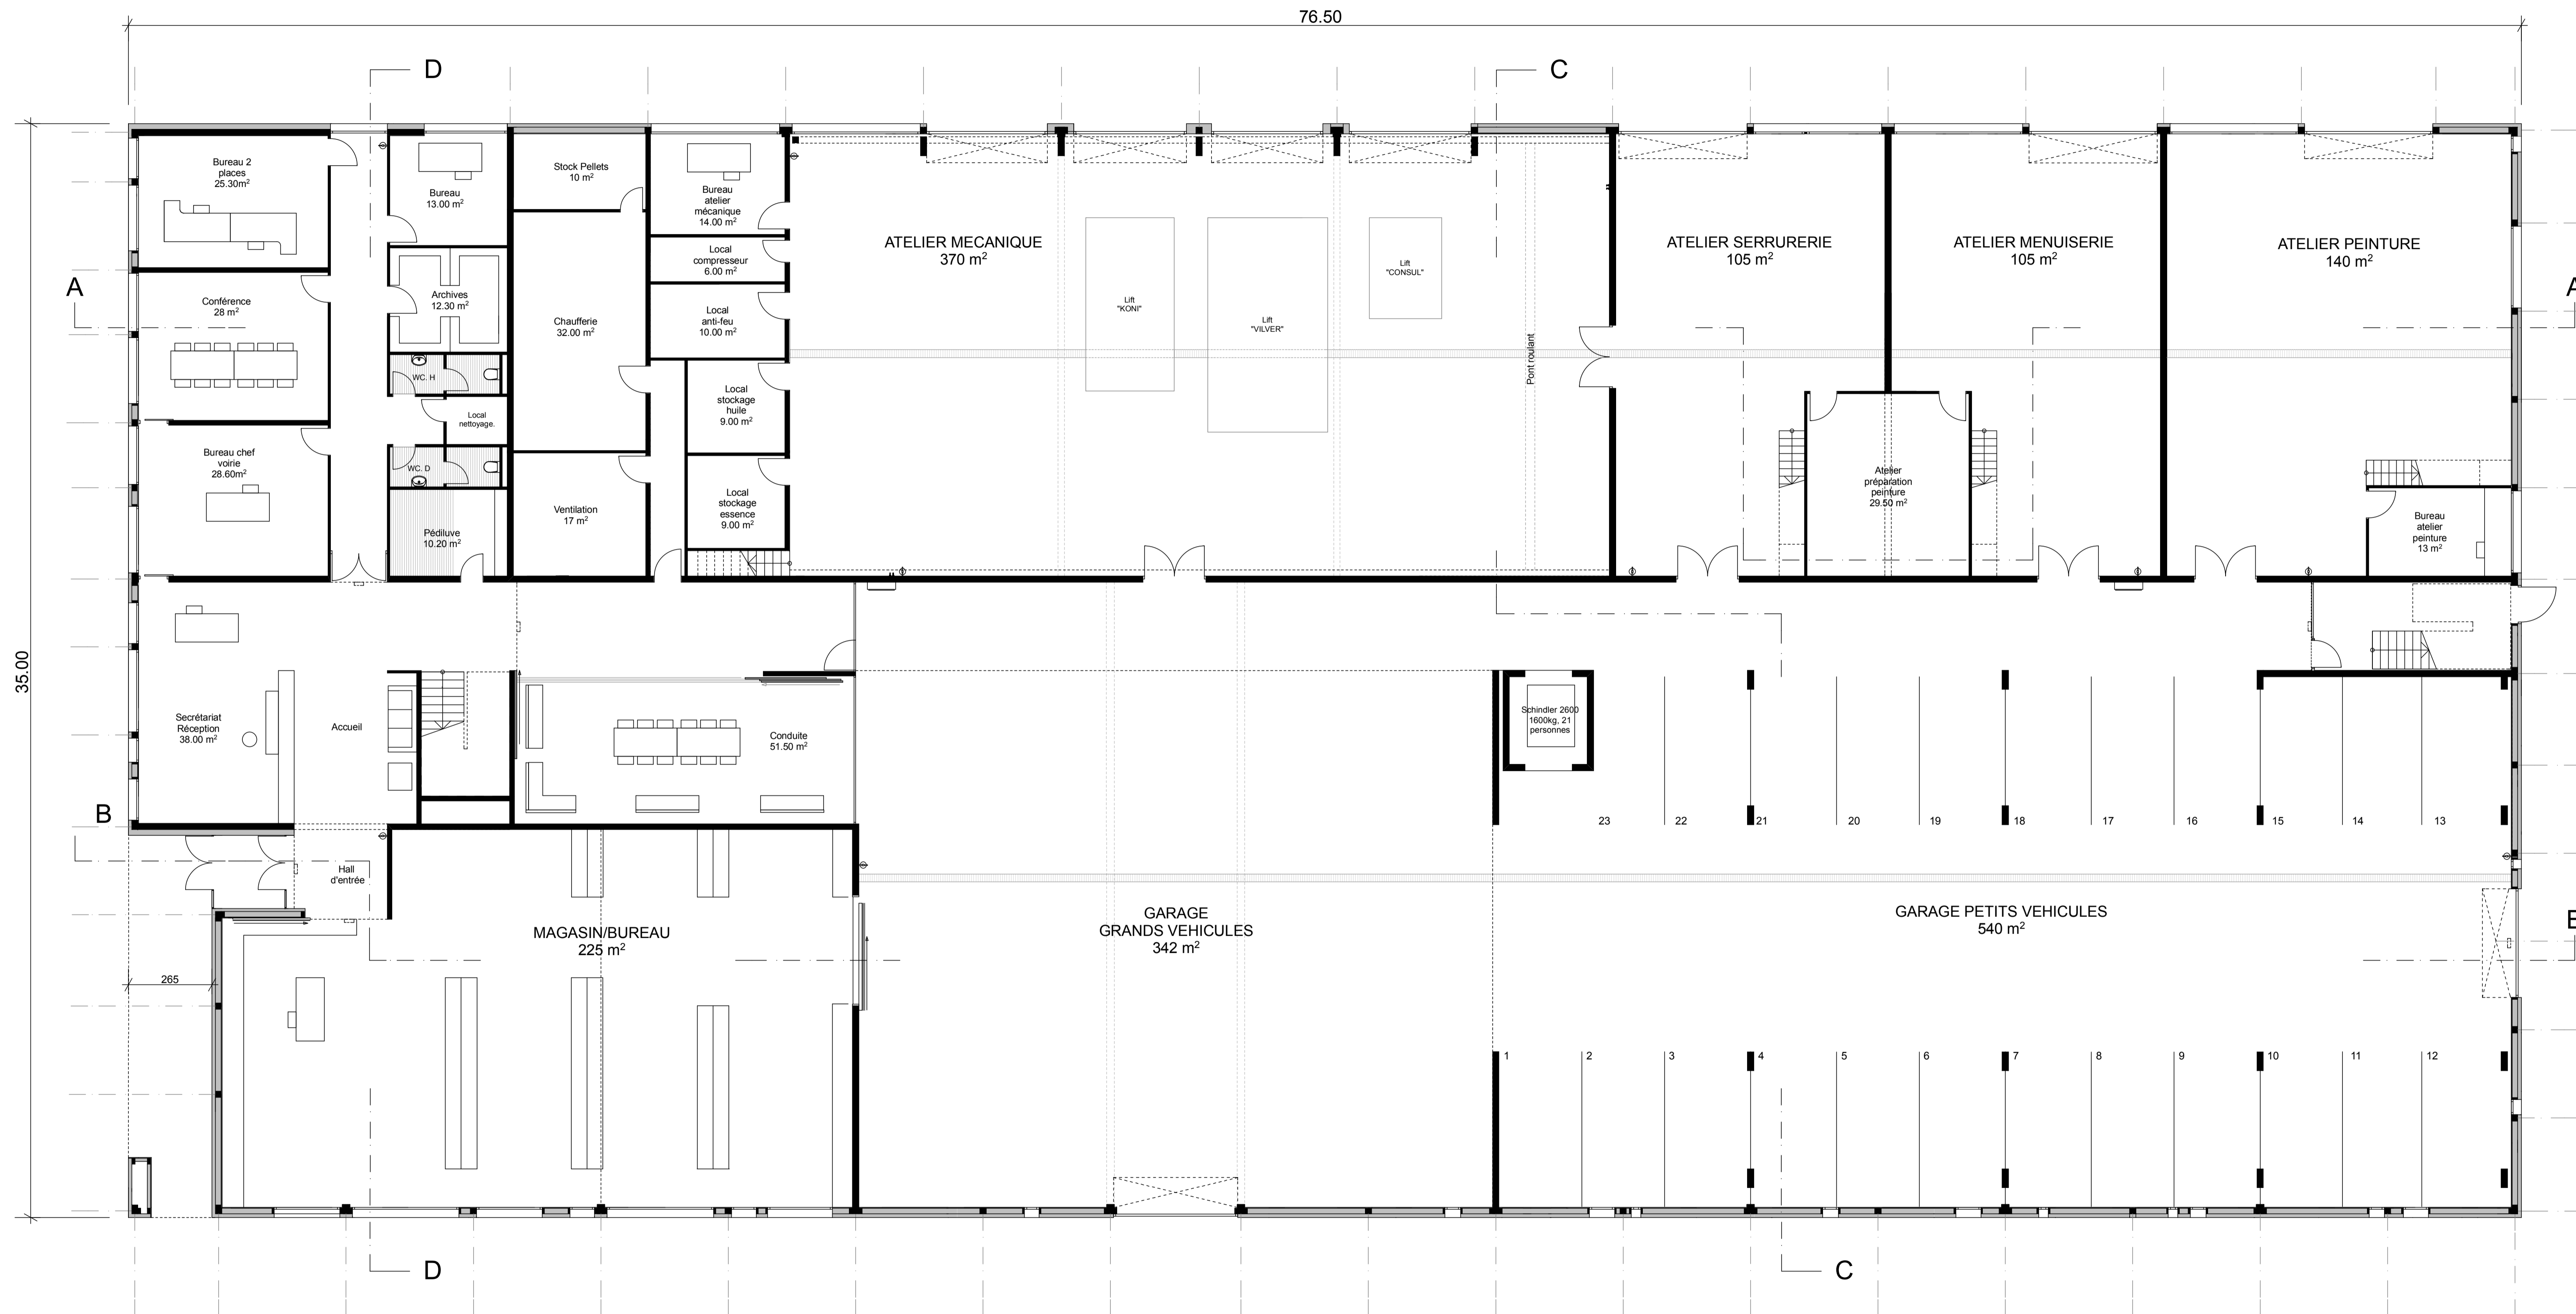 76.50
D
C
Bureau 2
places
25.30m²
Bureau
13.00 m²
Stock Pellets
10 m²
Bureau
atelier
mécanique
14.00 m²
ATELIER MECANIQUE
370 m²
ATELIER SERRURERIE
105 m²
ATELIER MENUISERIE
105 m²
ATELIER PEINTURE
140 m²
Local
compresseur
6.00 m²
Lift
"CONSUL"
A
A
Conférence
28 m²
Archives
12.30 m²
Chaufferie
32.00 m²
Local
anti-feu
10.00 m²
Lift
"KONI"
Lift
"VILVER"
Pont roulant
WC. H
Local
nettoyage.
Local
stockage
huile
9.00 m²
Bureau chef
voirie
28.60m²
WC. D
Pédiluve
10.20 m²
Ventilation
17 m²
Local
stockage
essence
9.00 m²
Atelier
préparation
peinture
29.50 m²
Bureau
atelier
peinture
13 m²
35.00
Secrétariat
Réception
38.00 m²
Accueil
Conduite
51.50 m²
Schindler 2600
1600kg, 21
personnes
B
23
22
21
20
19
18
17
16
15
14
13
Hall
d'entrée
MAGASIN/BUREAU
225 m²
GARAGE
GRANDS VEHICULES
342 m²
GARAGE PETITS VEHICULES
540 m²
265
1
2
3
4
5
6
7
8
9
10
11
12
D
C